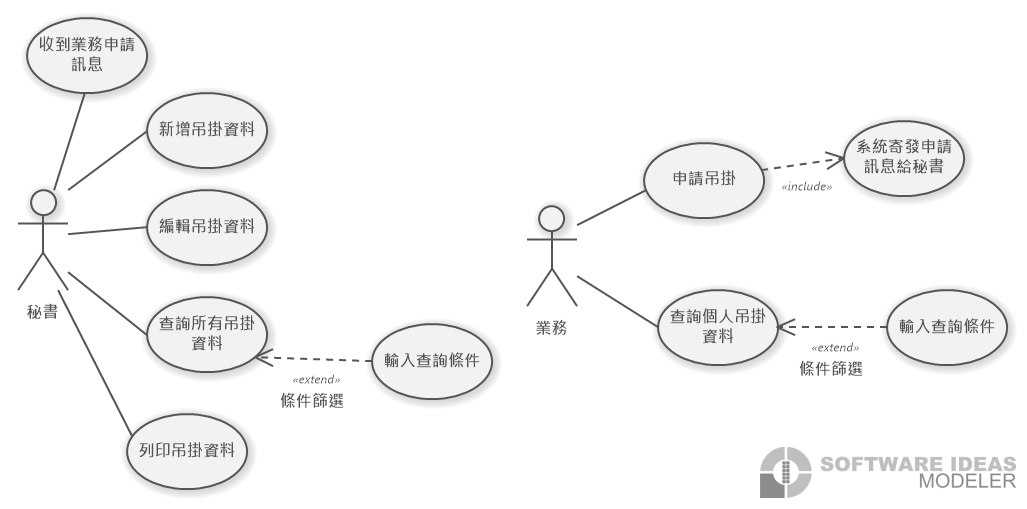 收到業務申請
訊息
新增吊掛資料
編輯吊掛資料
秘書
查詢所有吊掛
資料
輸入查詢條件
«extend»
條件篩選
列印吊掛資料
申請吊掛
系統寄發申請
訊息給秘書
«include»
業務
查詢個人吊掛
資料
輸入查詢條件
«extend»
條件篩選
SOFTWARE IDEAS
MODELER